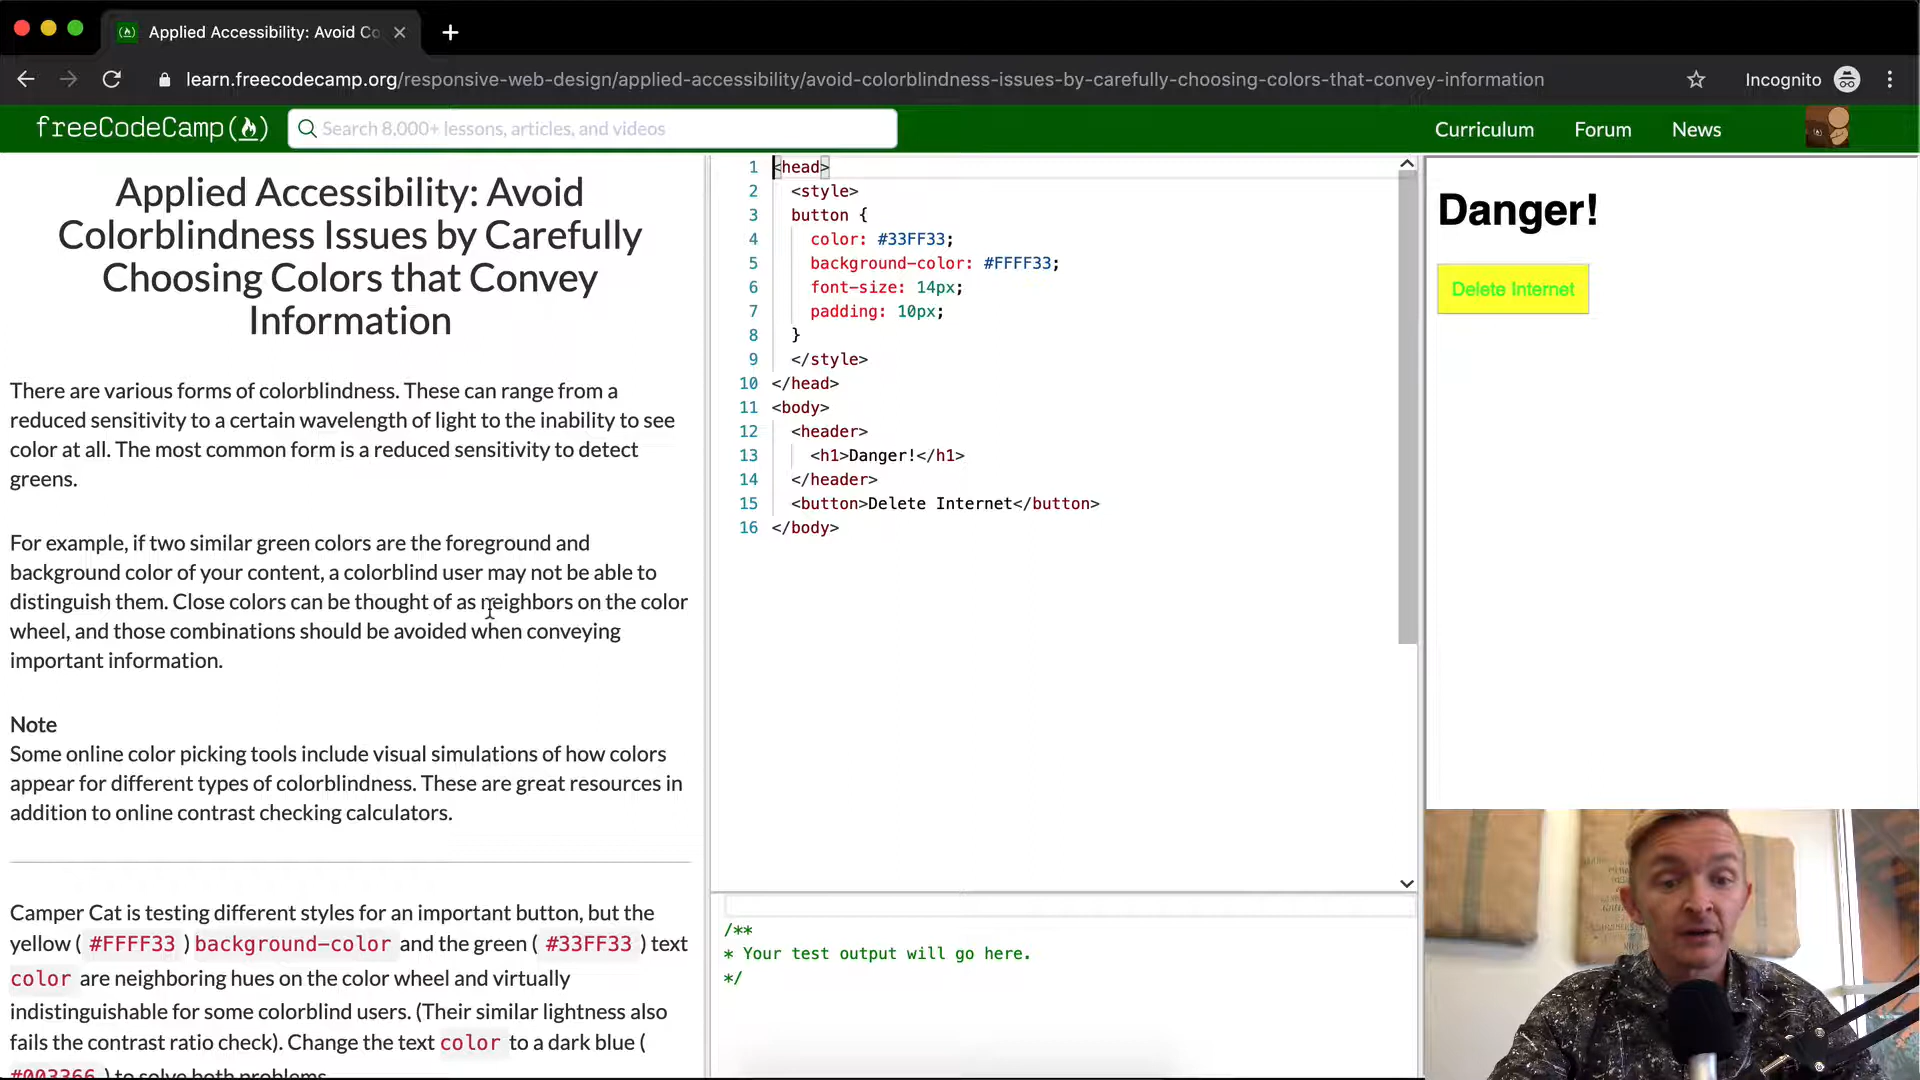 Applied Accessibility: Avoid Co
learn.freecodecamp.org/responsive-web-design/applied-accessibility/avoid-colorblindness-issues-by-carefully-choosing-colors-that-convey-information
Incognito
freeCodeCamp
Search 8,000+ lessons, articles, and videos
Curriculum
Forum
News
Applied Accessibility: Avoid
Colorblindness Issues by Carefully
Choosing Colors that Convey
Information
There are various forms of colorblindness. These can range from a
reduced sensitivity to a certain wavelength of light to the inability to see
color at all. The most common form is a reduced sensitivity to detect
greens.
For example, if two similar green colors are the foreground and
background color of your content, a colorblind user may not be able to
distinguish them. Close colors can be thought of as neighbors on the color
wheel, and those combinations should be avoided when conveying
important information.
Note
Some online color picking tools include visual simulations of how colors
appear for different types of colorblindness. These are great resources in
addition to online contrast checking calculators.
Camper Cat is testing different styles for an important button, but the
yellow ( #FFFF33 ) background-color and the green ( #33FF33 ) text
color are neighboring hues on the color wheel and virtually
indistinguishable for some colorblind users. (Their similar lightness also
fails the contrast ratio check). Change the text color to a dark blue (
#003366 ) to solve both problems.
1 <head>
2 <style>
3 button {
4 color: #33FF33;
5 background-color: #FFFF33;
6 font-size: 14px;
7 padding: 10px;
8 }
9 </style>
10 </head>
11 <body>
12 <header>
13 <h1>Danger!</h1>
14 </header>
15 <button>Delete Internet</button>
16 </body>
/**
* Your test output will go here.
*/
Danger!
Delete Internet